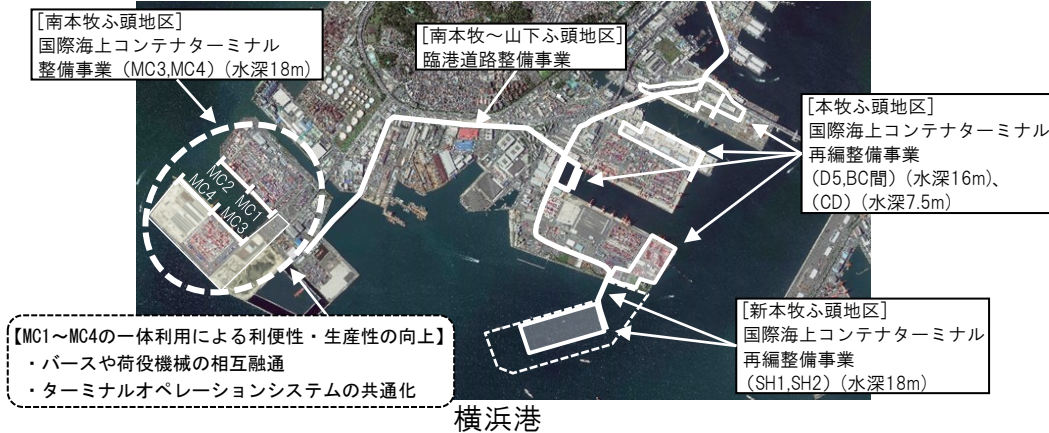 [南本牧ふ頭地区]
国際海上コンテナターミナル
整備事業（MC3,MC4）（水深18m）
[南本牧～山下ふ頭地区]
臨港道路整備事業
[本牧ふ頭地区]
国際海上コンテナターミナル
再編整備事業
（D5,BC間）（水深16m）、
（CD）（水深7.5m）
MC2
MC1
MC4
MC3
【MC1～MC4の一体利用による利便性・生産性の向上】
・バースや荷役機械の相互融通
・ターミナルオペレーションシステムの共通化
[新本牧ふ頭地区]
国際海上コンテナターミナル
再編整備事業
（SH1,SH2）（水深18m）
横浜港